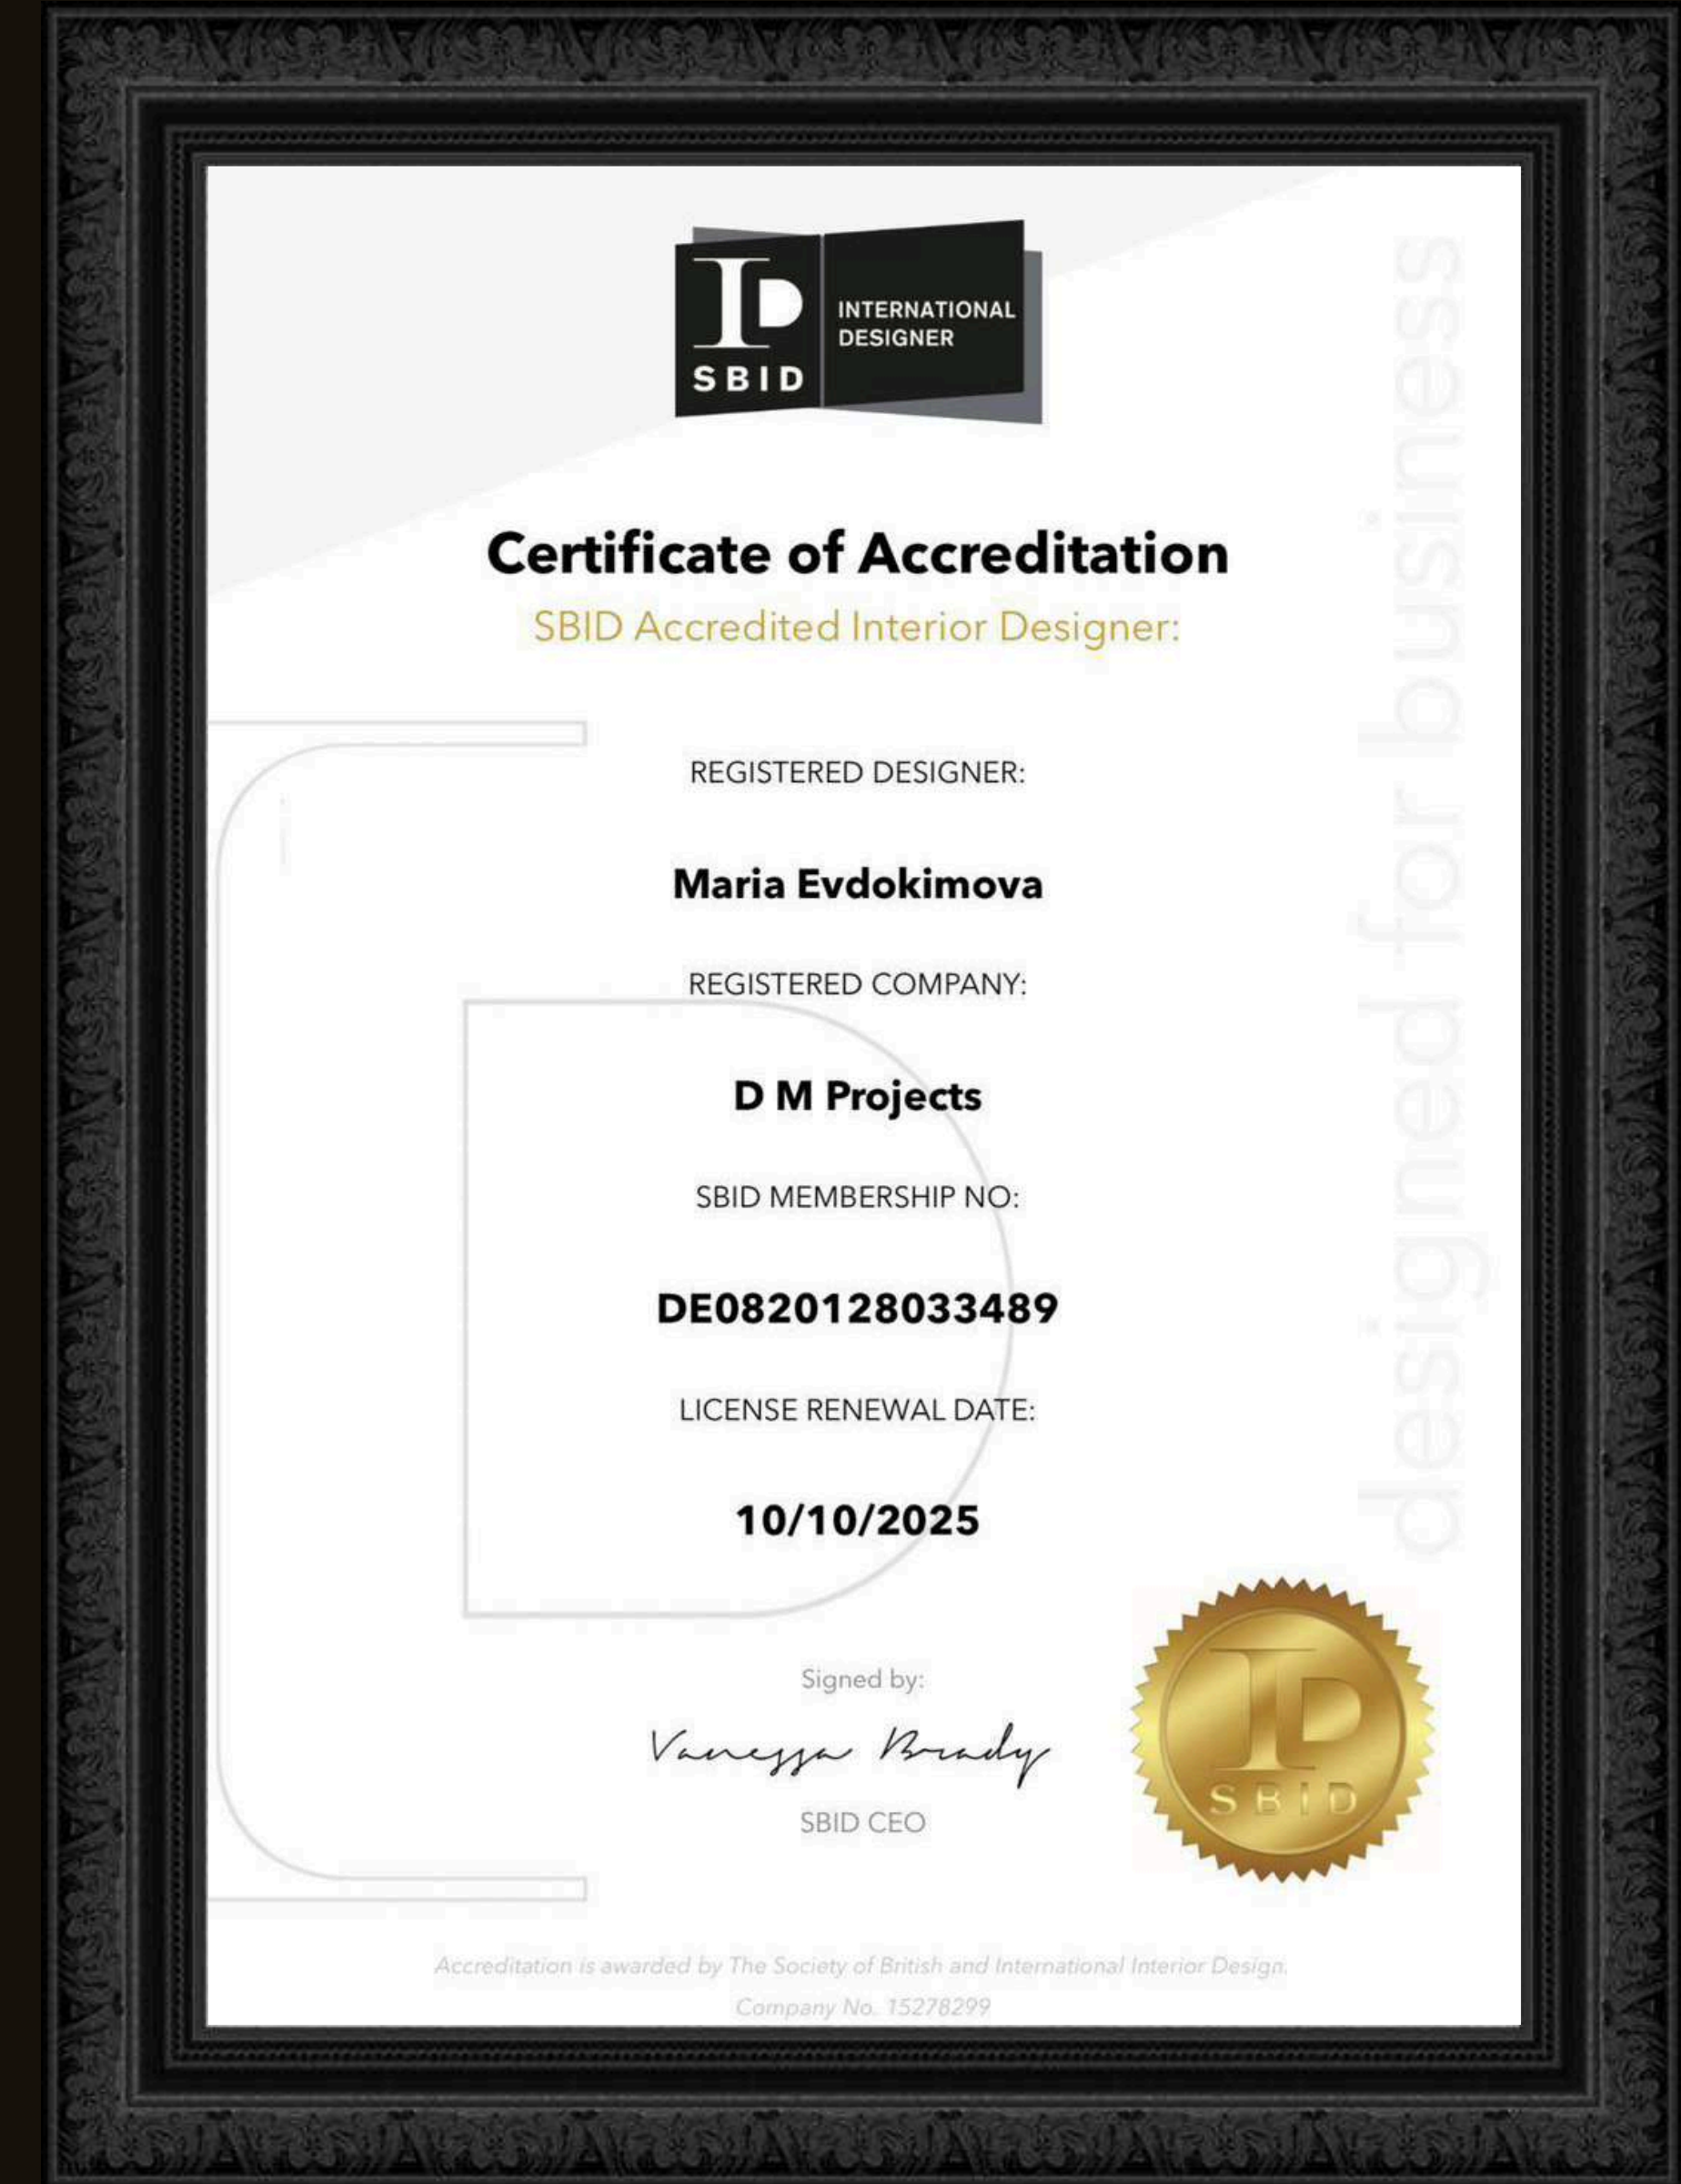 ID
SBID
INTERNATIONAL
DESIGNER
Certificate of Accreditation
SBID Accredited Interior Designer:
REGISTERED DESIGNER:
Maria Evdokimova
REGISTERED COMPANY:
D M Projects
SBID MEMBERSHIP NO:
DE0820128033489
LICENSE RENEWAL DATE:
10/10/2025
Signed by:
Vanessa Brady
SBID CEO
ID
SBID
Accreditation is awarded by The Society of British and International Interior Design.
Company No. 15278299
designed for business